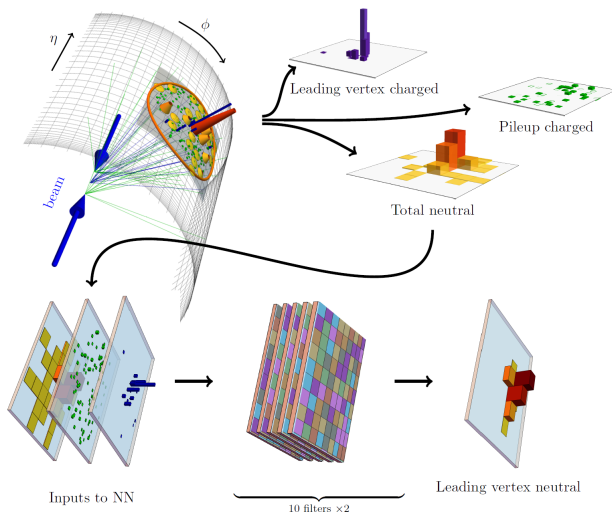 η
ϕ
Leading vertex charged
Pileup charged
Total neutral
beam
Inputs to NN
10 filters ×2
Leading vertex neutral